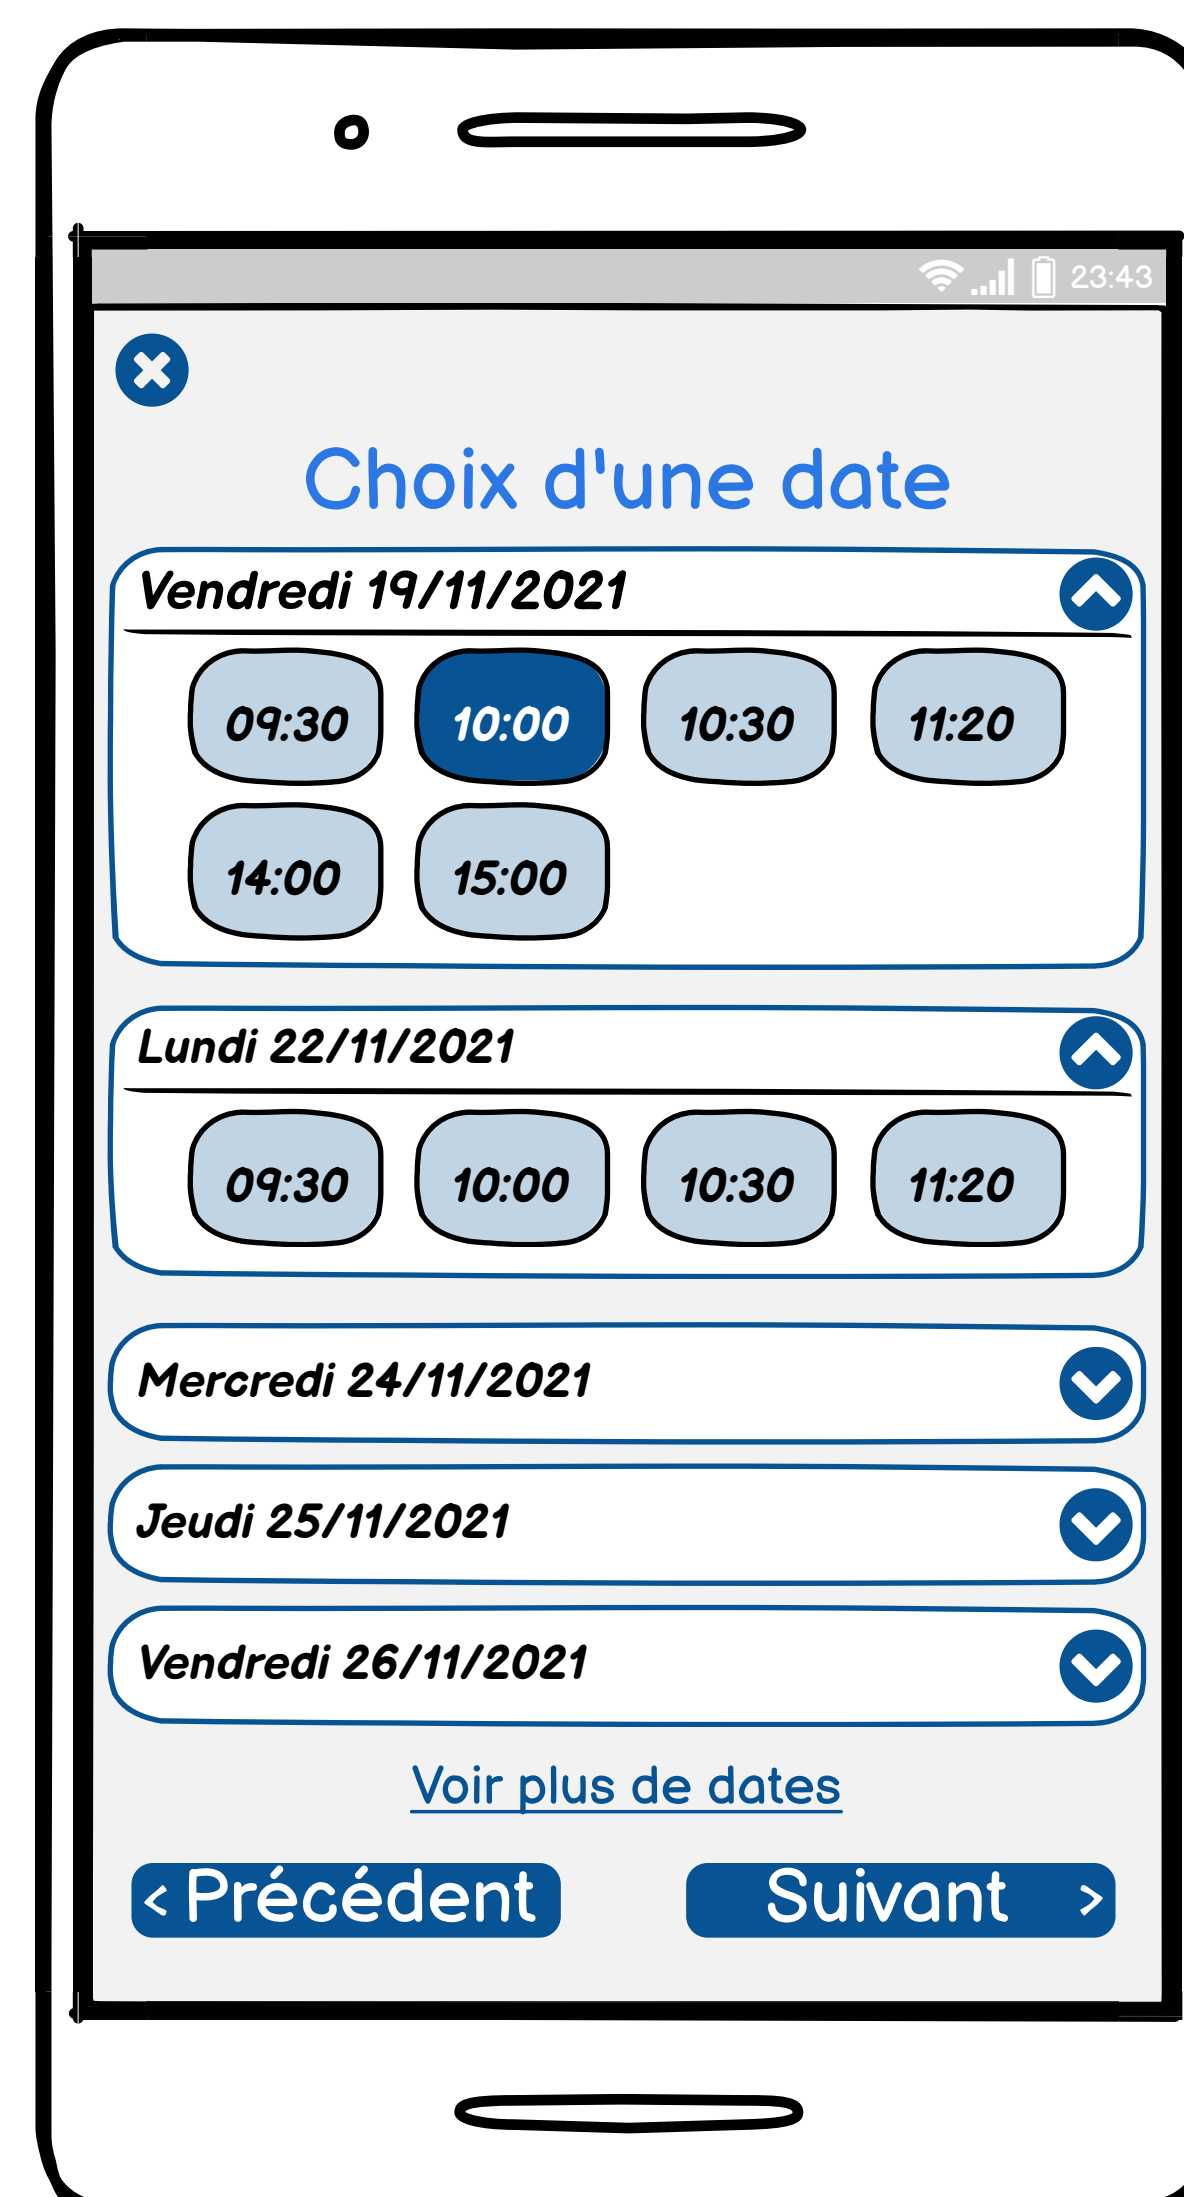 23:43
Choix d'une date
Vendredi 19/11/2021
09:30 10:00 10:30 11:20
14:00 15:00
Lundi 22/11/2021
09:30 10:00 10:30 11:20
Mercredi 24/11/2021
Jeudi 25/11/2021
Vendredi 26/11/2021
Voir plus de dates
< Précédent Suivant >